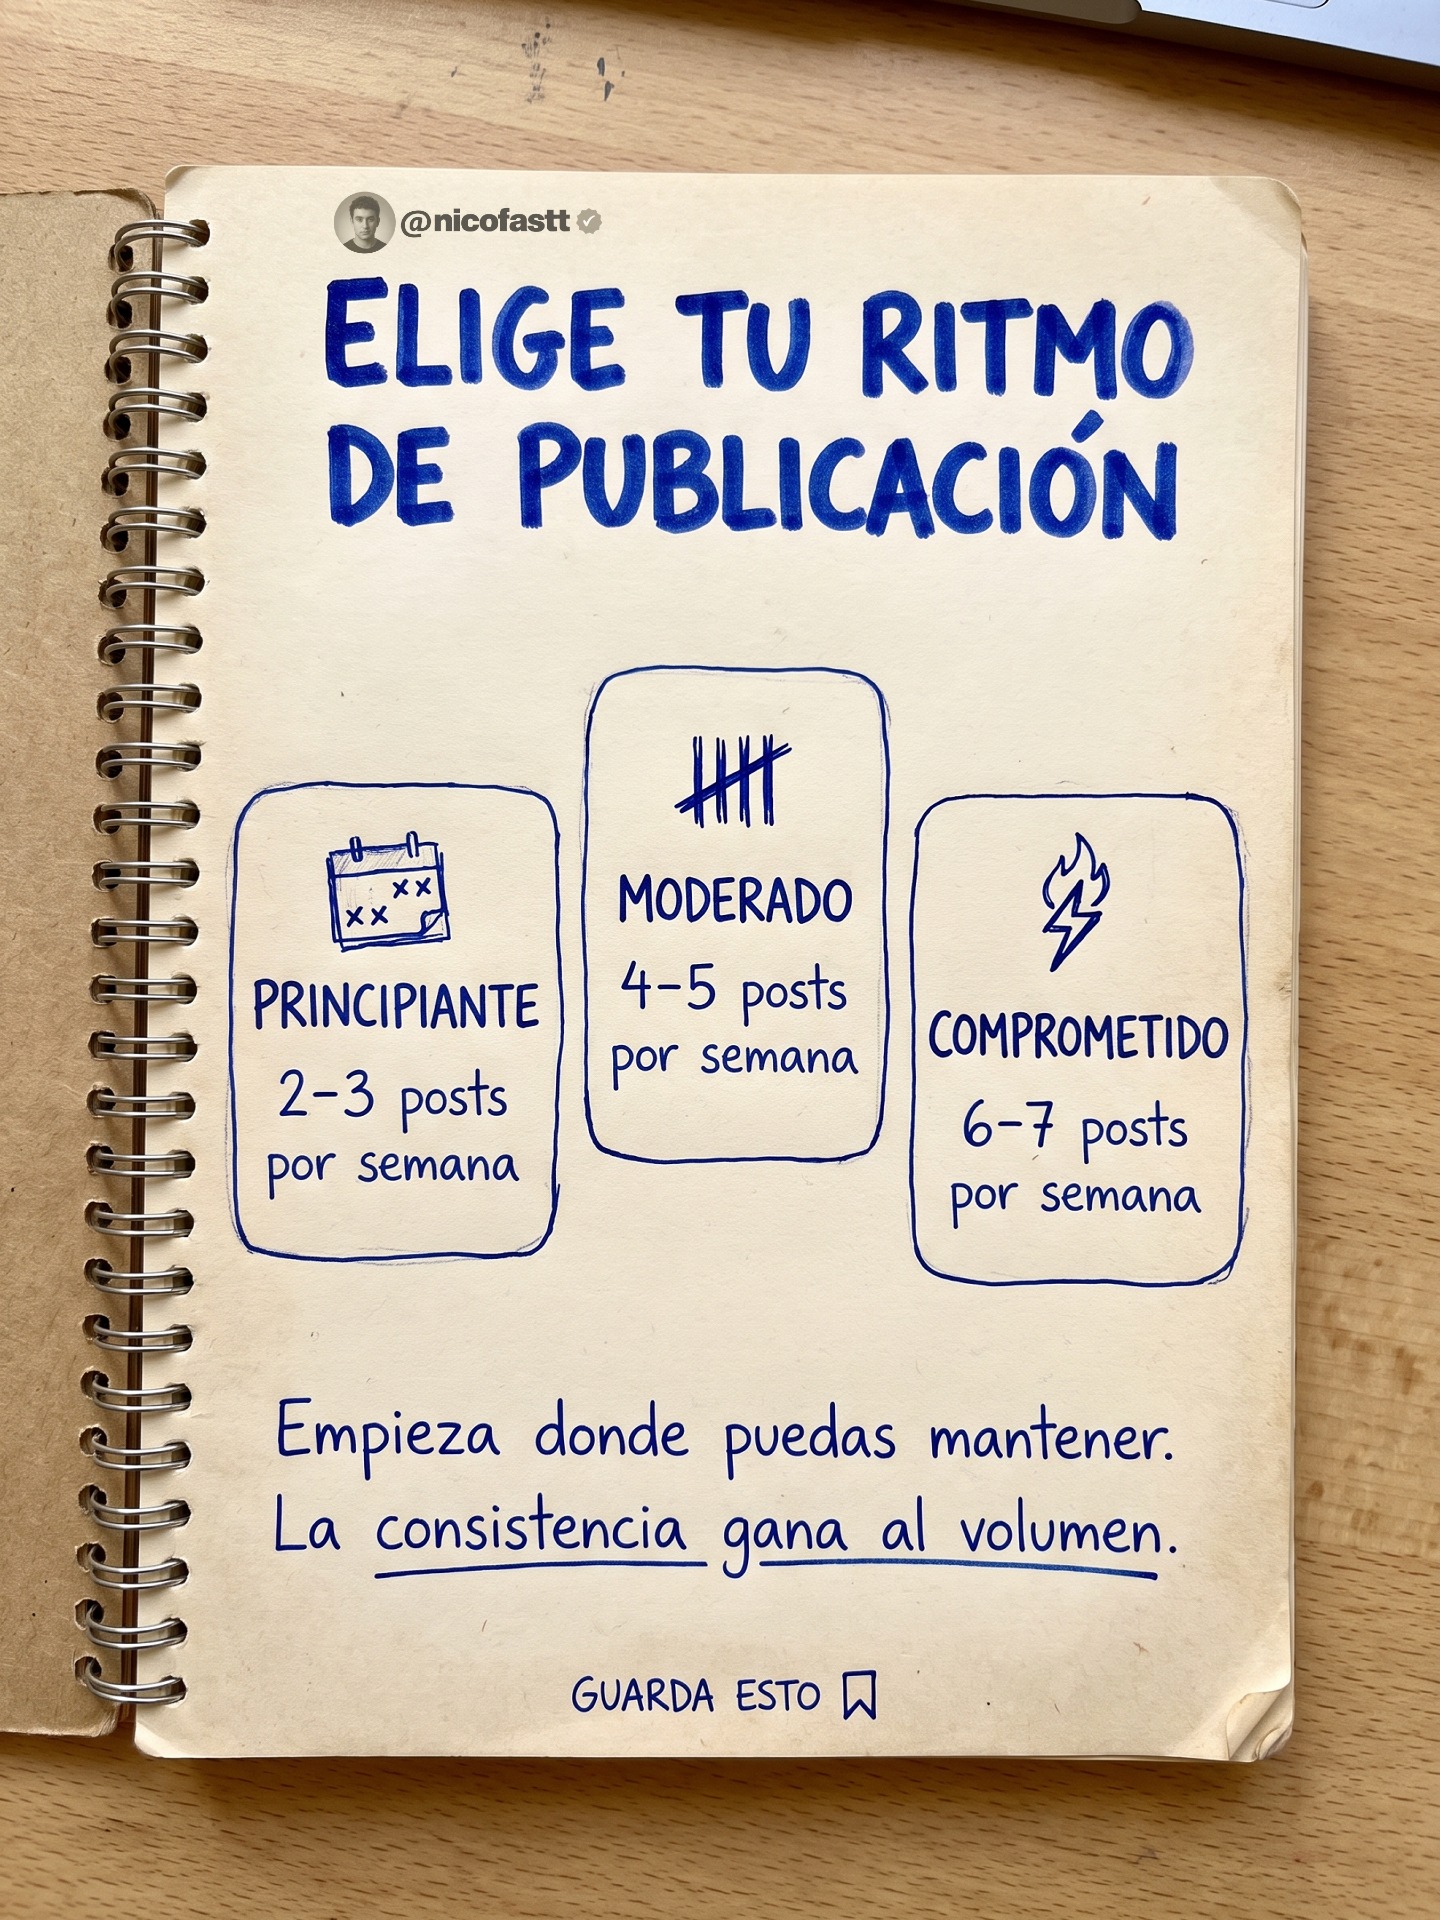 @nicofastt
ELIGE TU RITMO
DE PUBLICACIÓN
PRINCIPIANTE
2-3 posts
por semana
MODERADO
4-5 posts
por semana
COMPROMETIDO
6-7 posts
por semana
Empieza donde puedas mantener.
La consistencia gana al volumen.
GUARDA ESTO